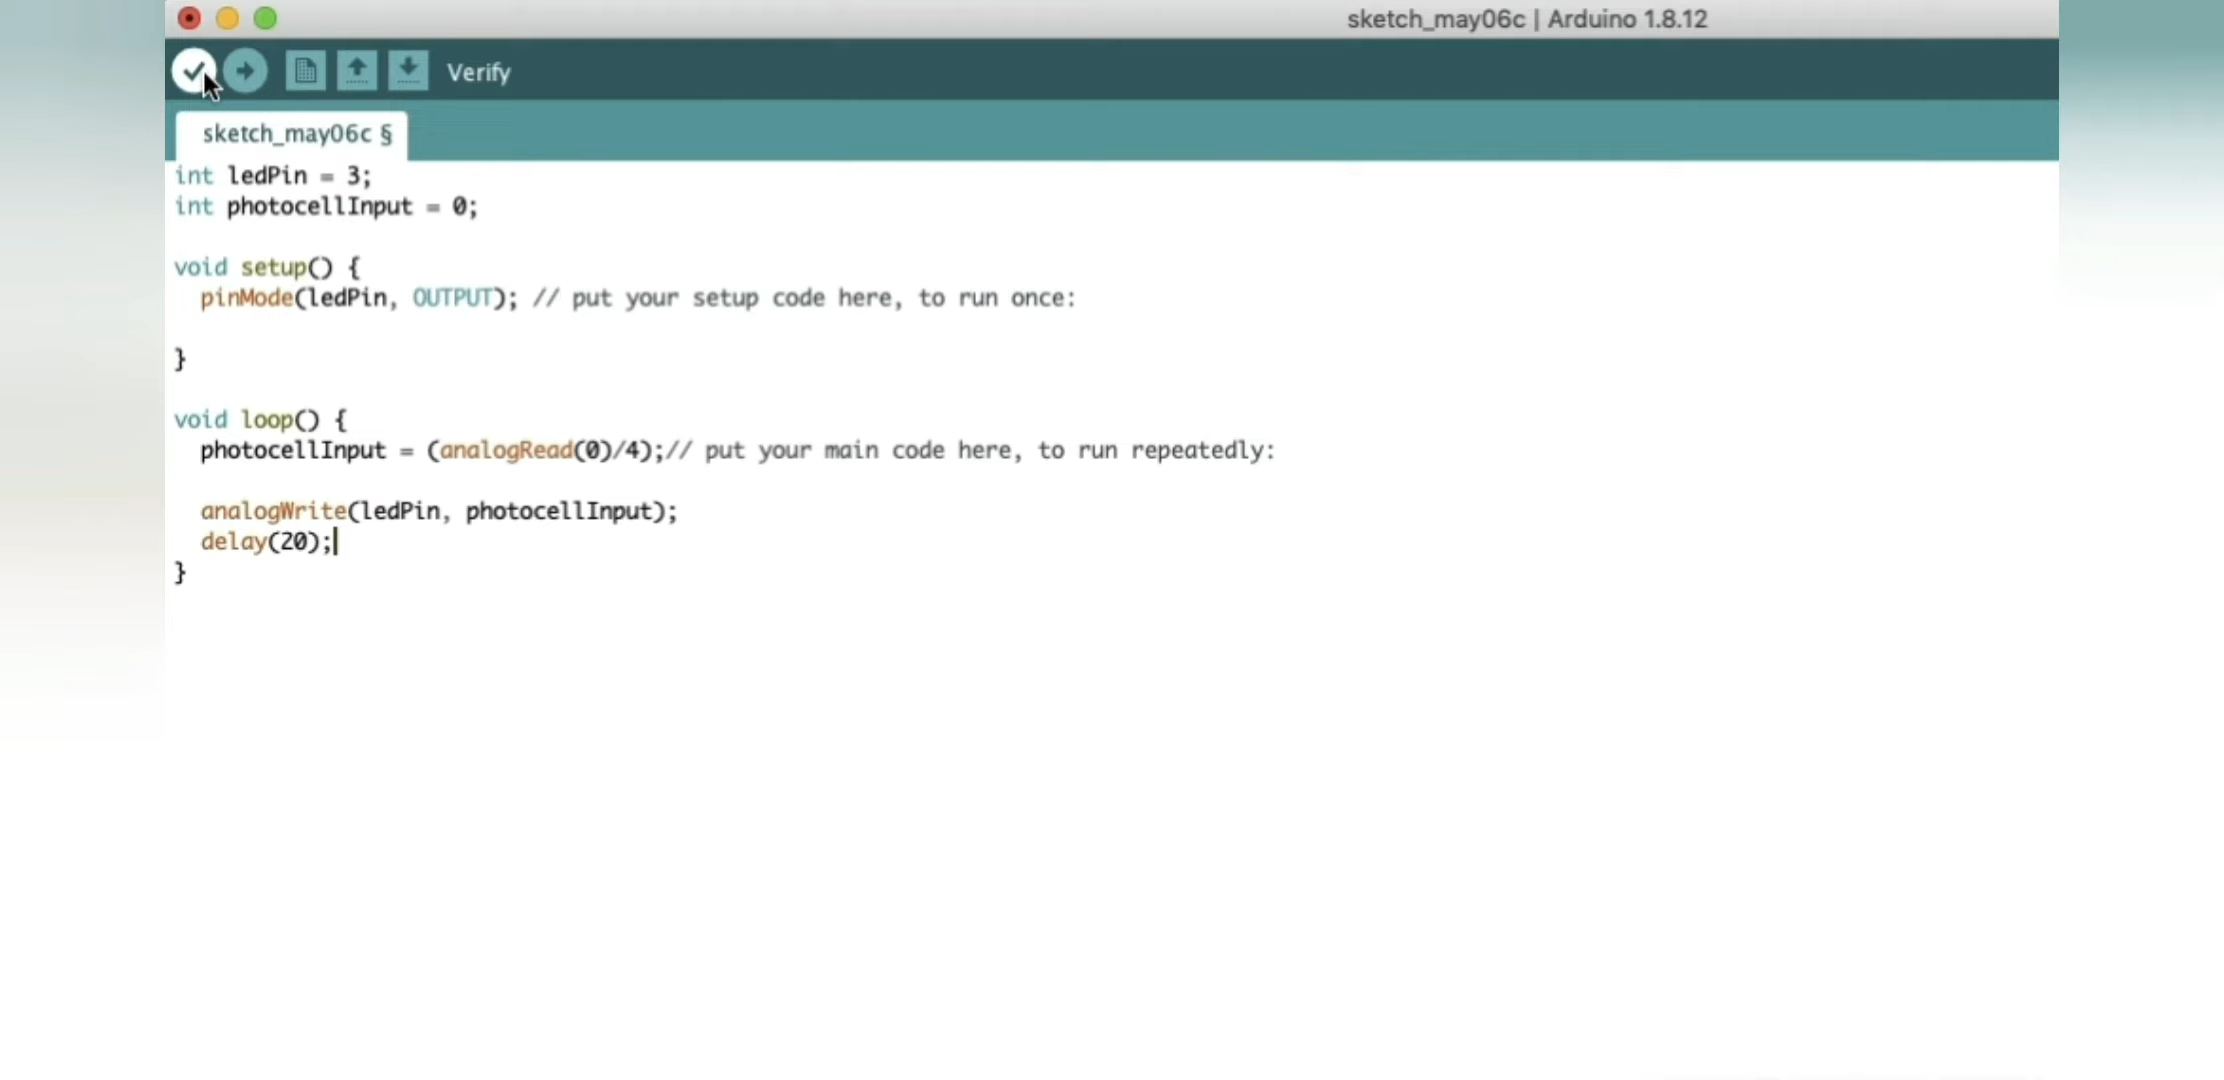 sketch_may06c | Arduino 1.8.12
Verify
sketch_may06c §
int ledPin = 3;
int photocellInput = 0;
void setup() {
pinMode(ledPin, OUTPUT); // put your setup code here, to run once:
}
void loop() {
photocellInput = (analogRead(0)/4);// put your main code here, to run repeatedly:
analogWrite(ledPin, photocellInput);
delay(20);
}